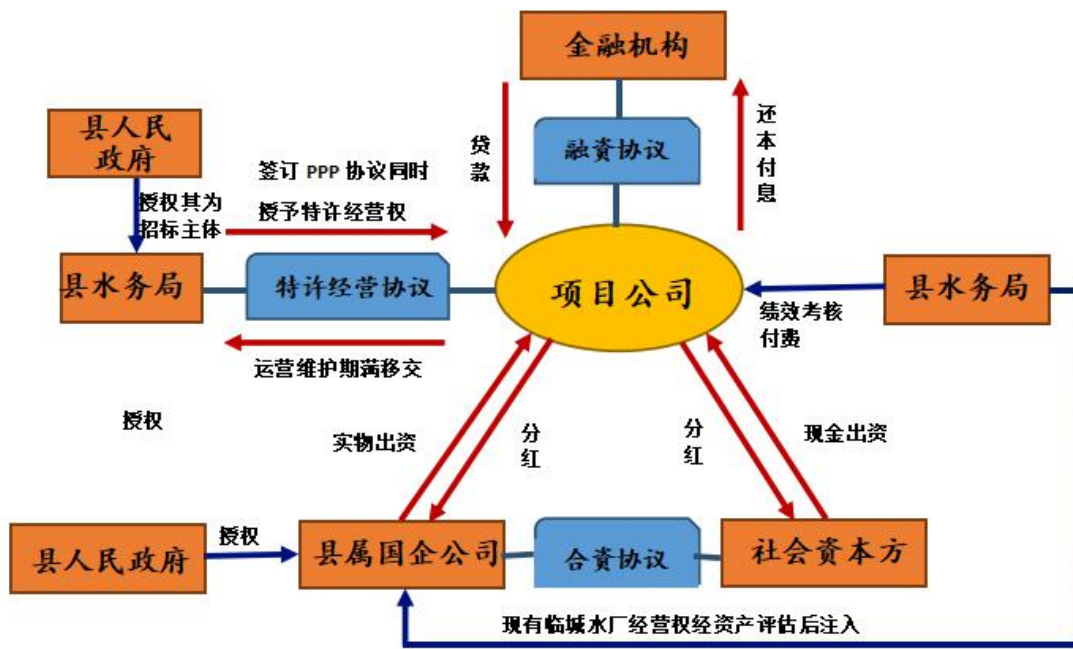 金融机构
县人民
政府
贷
款
融资协议
还
本
付
息
签订 PPP 协议同时
授予特许经营权
授权其为
招标主体
县水务局
特许经营协议
项目公司
县水务局
绩效考核
付费
运营维护期满移交
授权
实物出资
分
红
分
红
现金出资
县人民政府
授权
县属国企公司
合资协议
社会资本方
现有临城水厂经营权经资产评估后注入